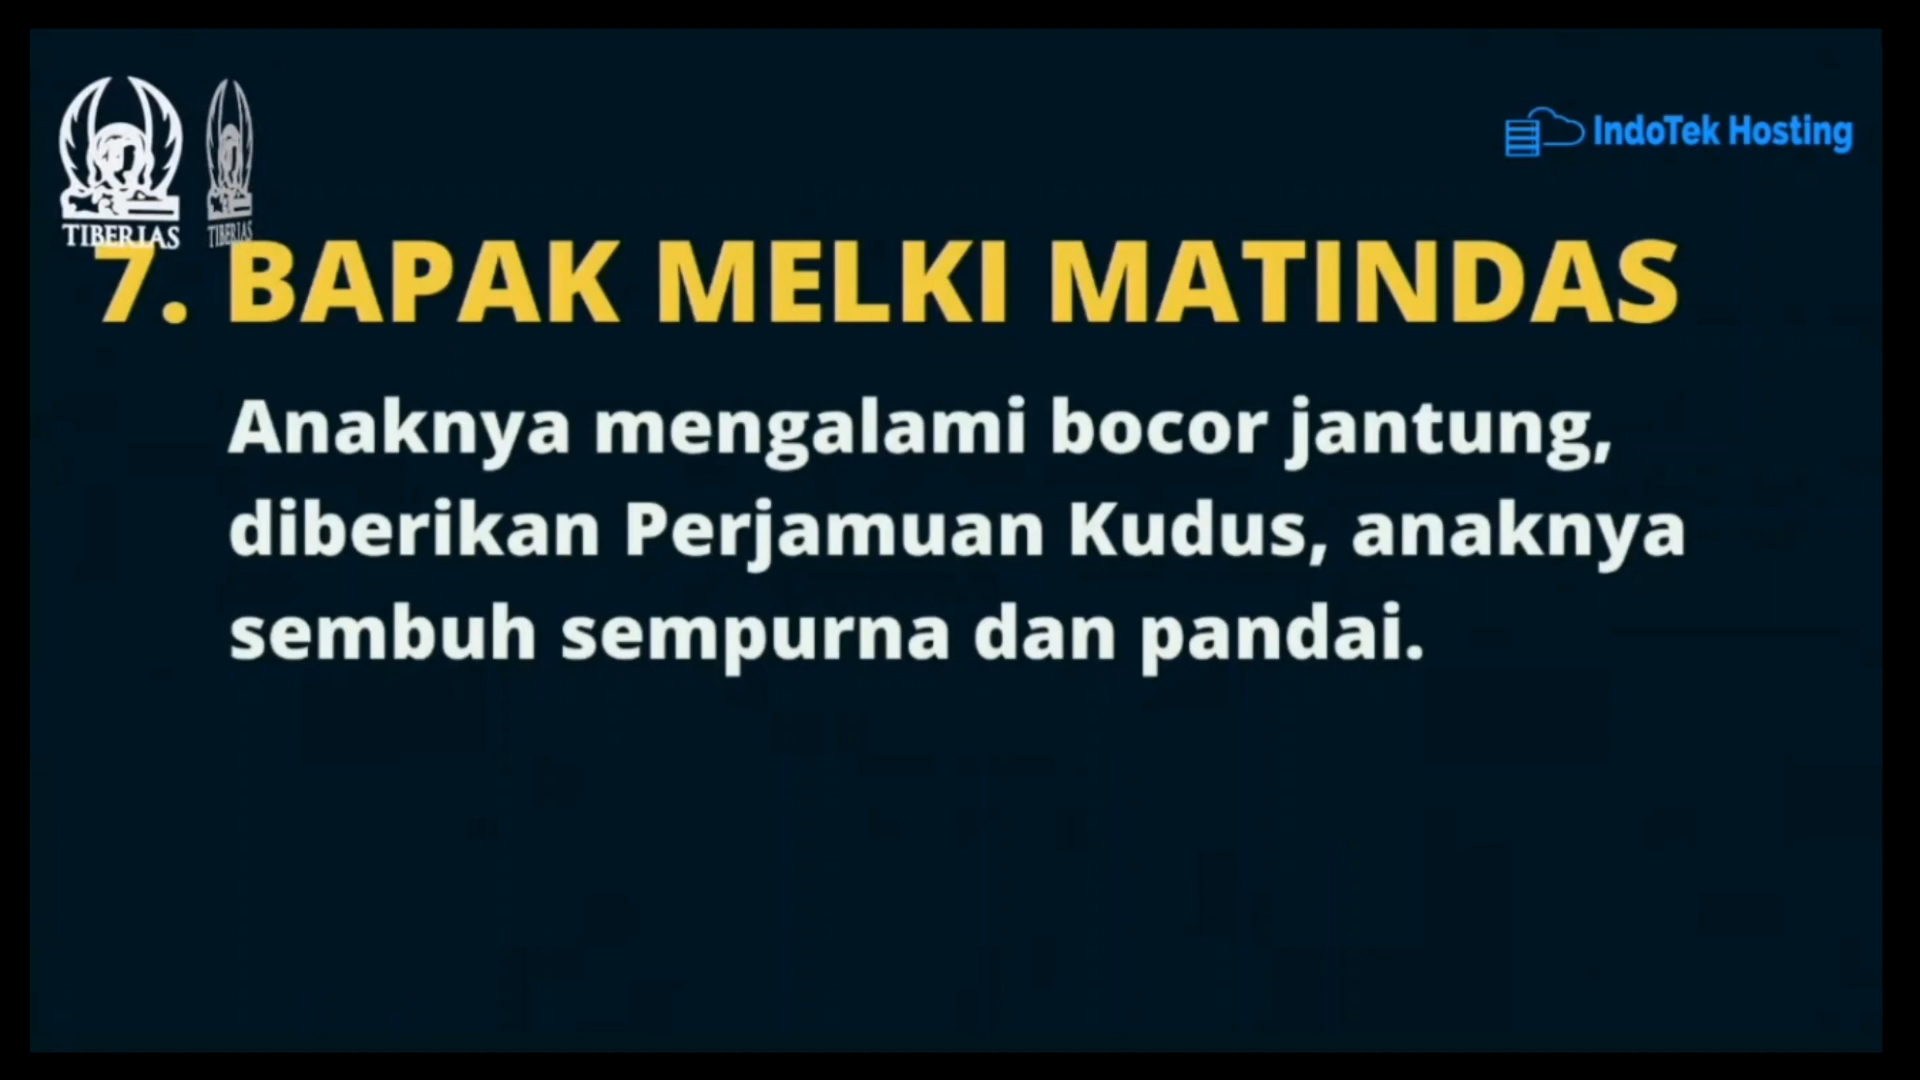 TIBERIAS
TIBERIAS
IndoTek Hosting
7. BAPAK MELKI MATINDAS
Anaknya mengalami bocor jantung,
diberikan Perjamuan Kudus, anaknya
sembuh sempurna dan pandai.